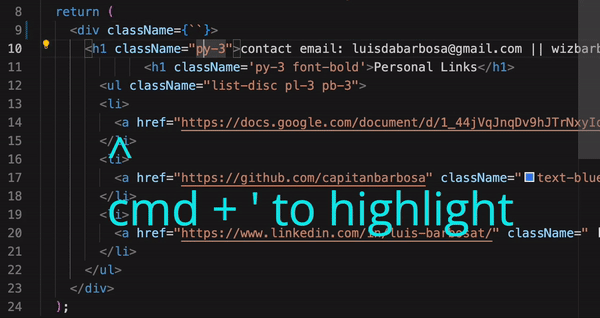 8 return (
9 <div className={``}>
10 <h1 className="py-3">contact email: luisdabarbosa@gmail.com || wizbarb
11 <h1 className='py-3 font-bold'>Personal Links</h1>
12 <ul className="list-disc pl-3 pb-3">
13 <li>
14 <a href="https://docs.google.com/document/d/1_44jVqJnqDv9hJTrNxyId
15 </li>
16 <li>
17 <a href="https://github.com/capitanbarbosa" className="text-blue
18 </li>
19 <li>
20 <a href="https://www.linkedin.com/in/luis-barbosat/" className="
21 </li>
22 </ul>
23 </div>
24 );
^
cmd + ' to highlight